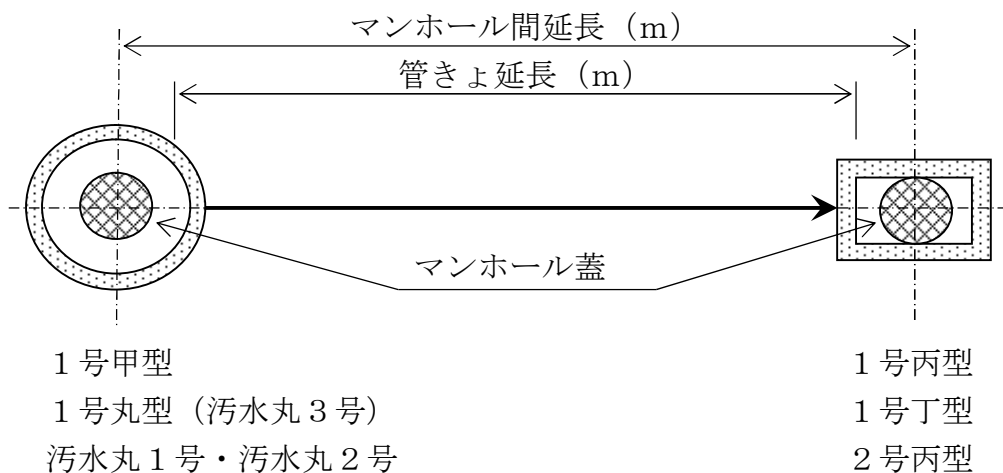 マンホール間延長（m）
管きょ延長（m）
マンホール蓋
１号甲型
１号丸型（汚水丸３号）
汚水丸１号・汚水丸２号
１号丙型
１号丁型
２号丙型